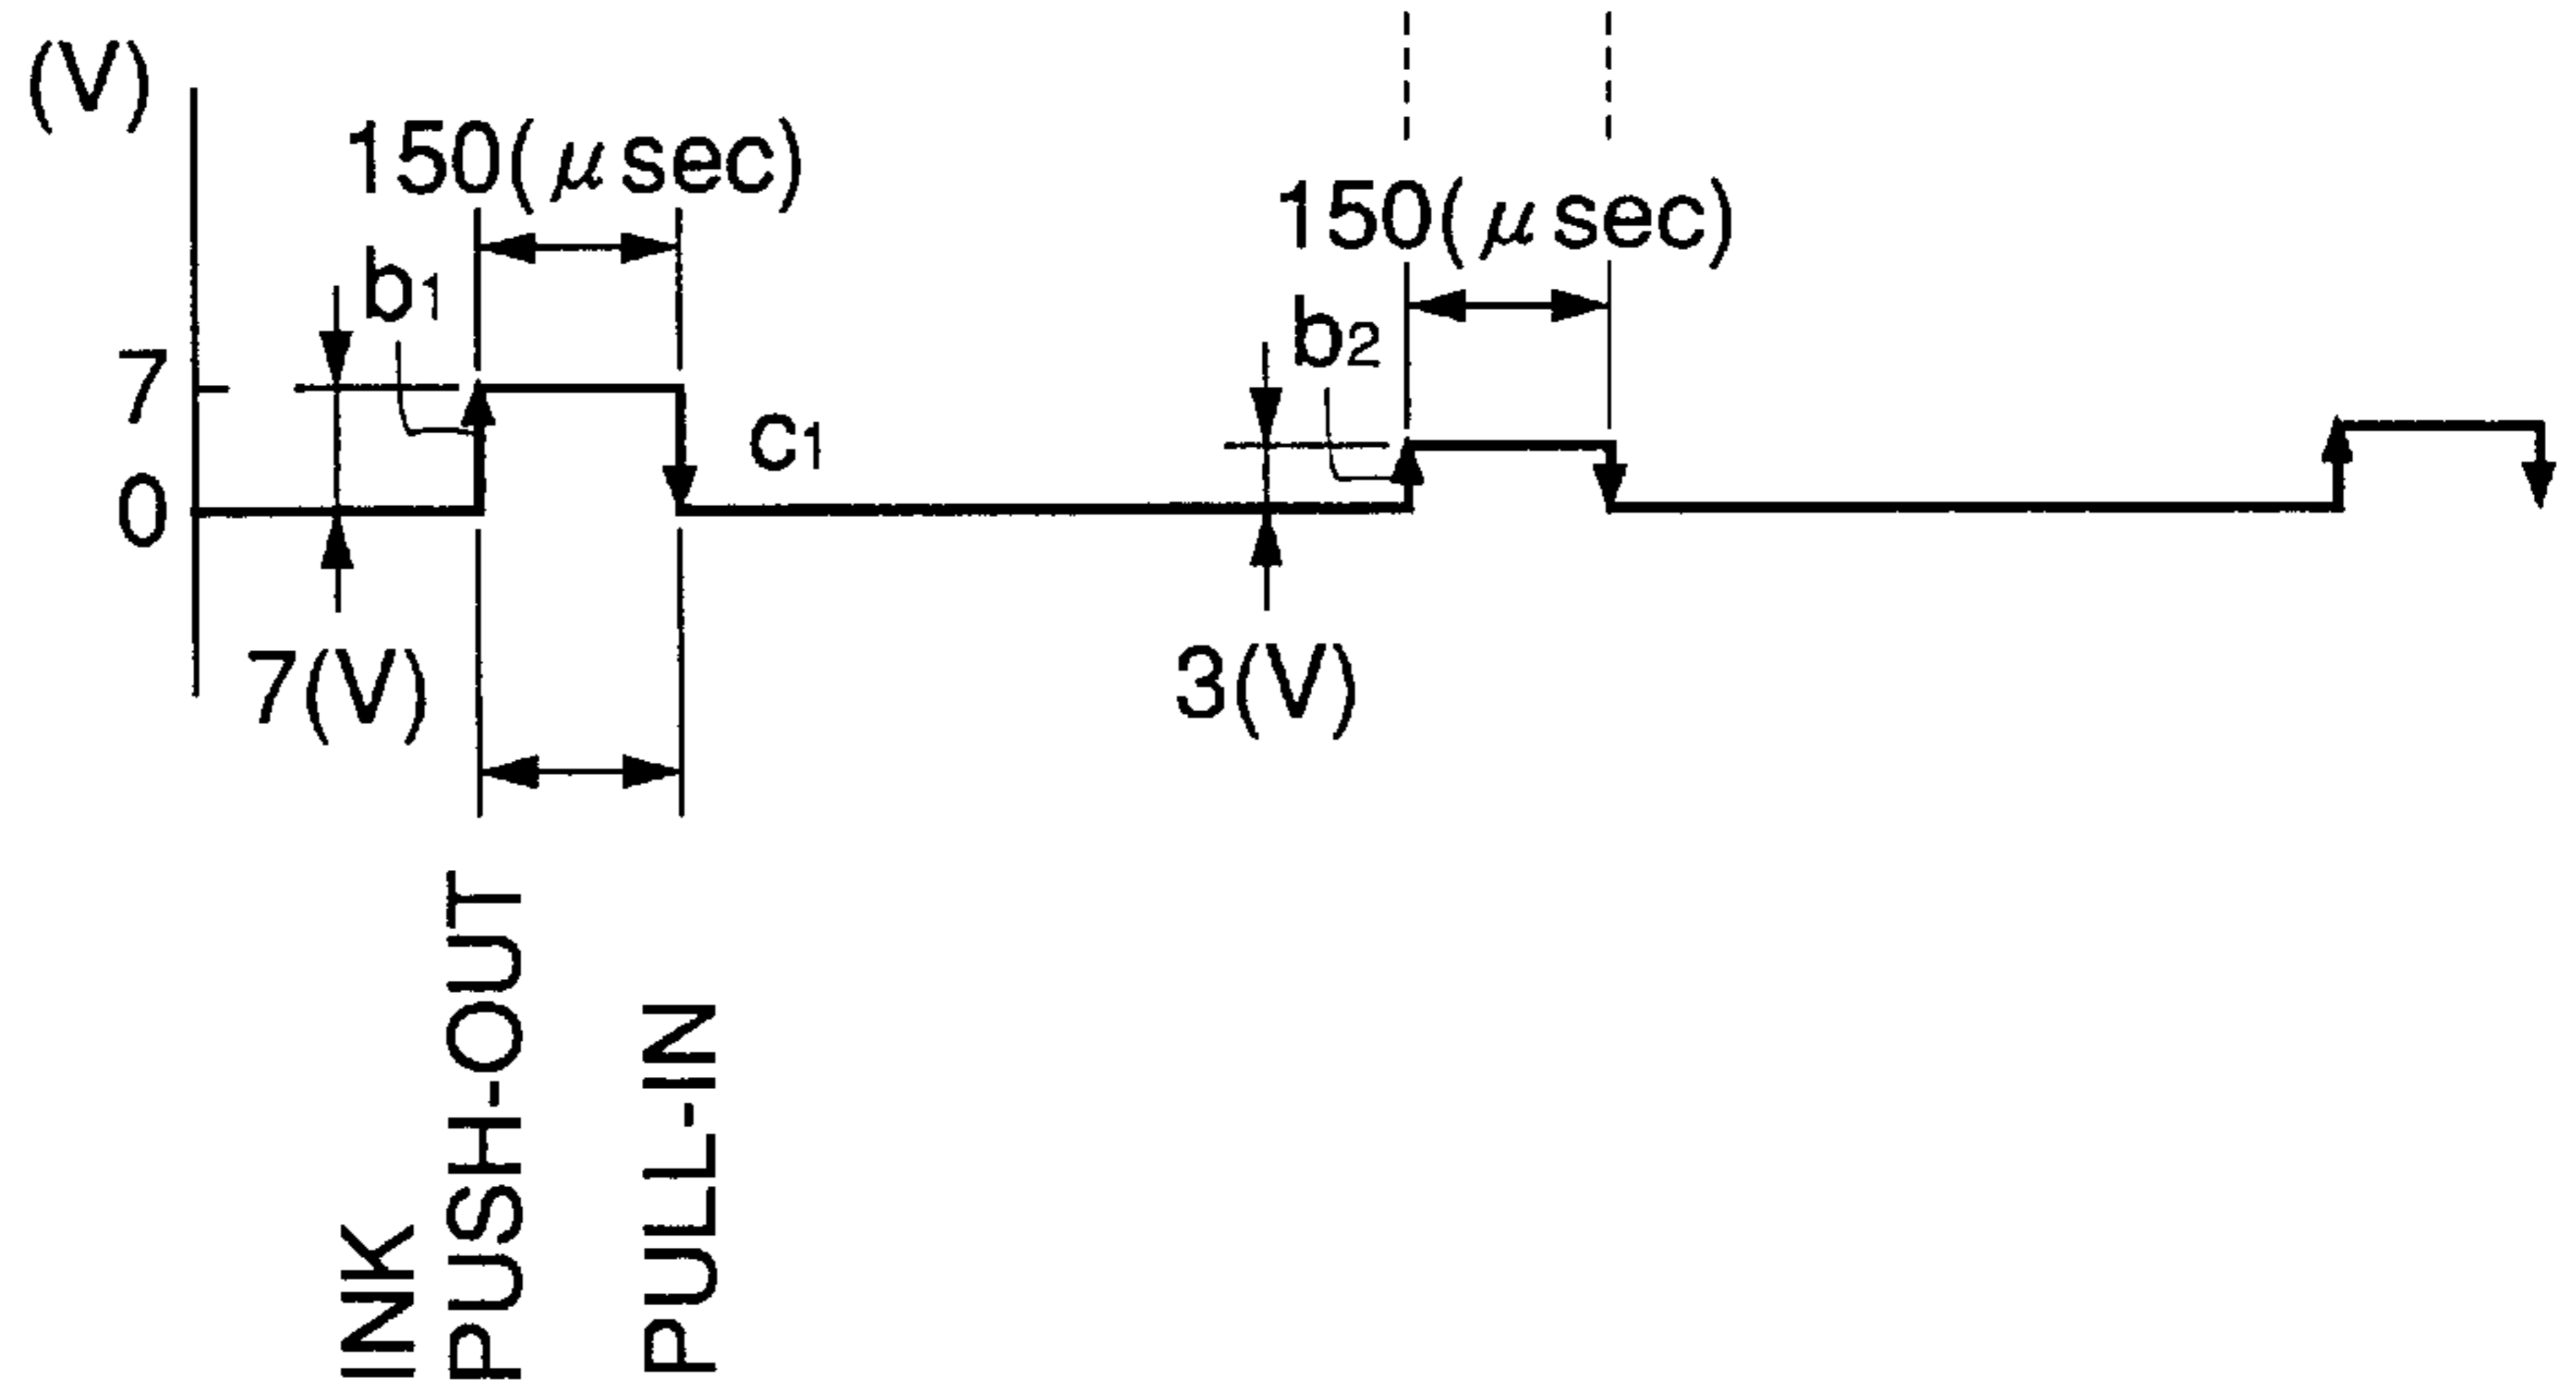 (V)
150(μsec)
150(μsec)
b1
b2
7
c1
0
7(V)
3(V)
INK
PUSH-OUT
PULL-IN